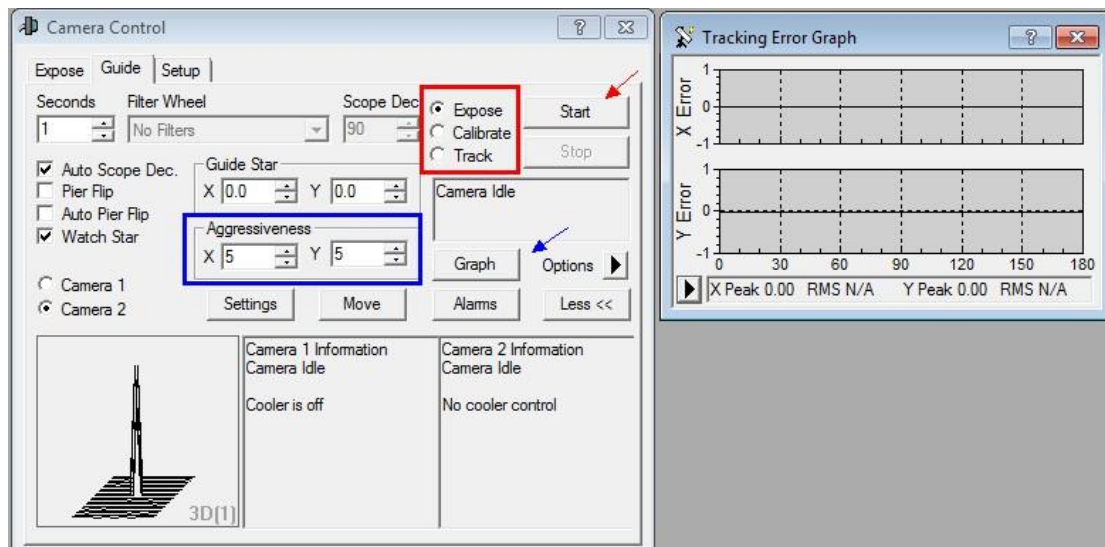 Camera Control
Expose Guide Setup
Seconds Filter Wheel Scope Dec
1 No Filters 90
Expose
Calibrate
Track
Start
Stop
Auto Scope Dec.
Pier Flip
Auto Pier Flip
Watch Star
Guide Star
X 0.0 Y 0.0
Aggressiveness
X 5 Y 5
Camera Idle
Graph Options
Camera 1
Camera 2
Settings Move Alarms Less <<
3D(1)
Camera 1 Information
Camera Idle
Cooler is off
Camera 2 Information
Camera Idle
No cooler control
Tracking Error Graph
X Error
1
0
-1
Y Error
1
0
-1
0 30 60 90 120 150 180
X Peak 0.00 RMS N/A Y Peak 0.00 RMS N/A